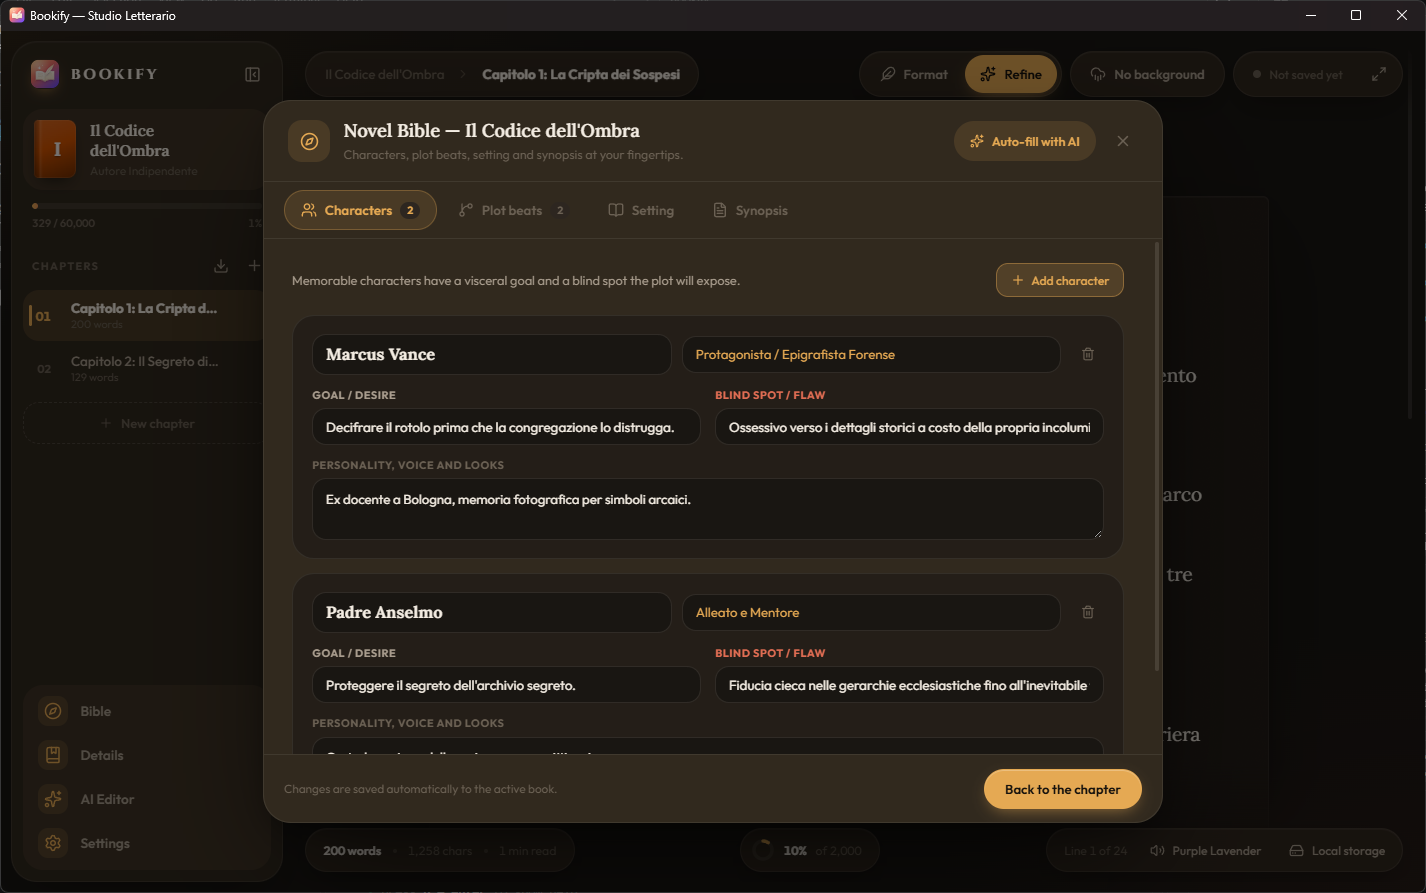 Bookify — Studio Letterario
BOOKIFY
Il Codice dell'Ombra
Capitolo 1: La Cripta dei Sospesi
Format
Refine
No background
Not saved yet
I
Il Codice
dell'Ombra
Autore Indipendente
329 / 60,000
1%
CHAPTERS
01
Capitolo 1: La Cripta d...
200 words
02
Capitolo 2: Il Segreto di...
129 words
New chapter
Bible
Details
AI Editor
Settings
Novel Bible — Il Codice dell'Ombra
Characters, plot beats, setting and synopsis at your fingertips.
Auto-fill with AI
Characters 2
Plot beats 2
Setting
Synopsis
Memorable characters have a visceral goal and a blind spot the plot will expose.
Add character
Marcus Vance
Protagonista / Epigrafista Forense
GOAL / DESIRE
BLIND SPOT / FLAW
Decifrare il rotolo prima che la congregazione lo distrugga.
Ossessivo verso i dettagli storici a costo della propria incolumi
PERSONALITY, VOICE AND LOOKS
Ex docente a Bologna, memoria fotografica per simboli arcaici.
Padre Anselmo
Alleato e Mentore
GOAL / DESIRE
BLIND SPOT / FLAW
Proteggere il segreto dell'archivio segreto.
Fiducia cieca nelle gerarchie ecclesiastiche fino all'inevitabile
PERSONALITY, VOICE AND LOOKS
Changes are saved automatically to the active book.
Back to the chapter
ento
arco
tre
riera
200 words • 1,258 chars • 1 min read
10% of 2,000
Line 1 of 24
Purple Lavender
Local storage